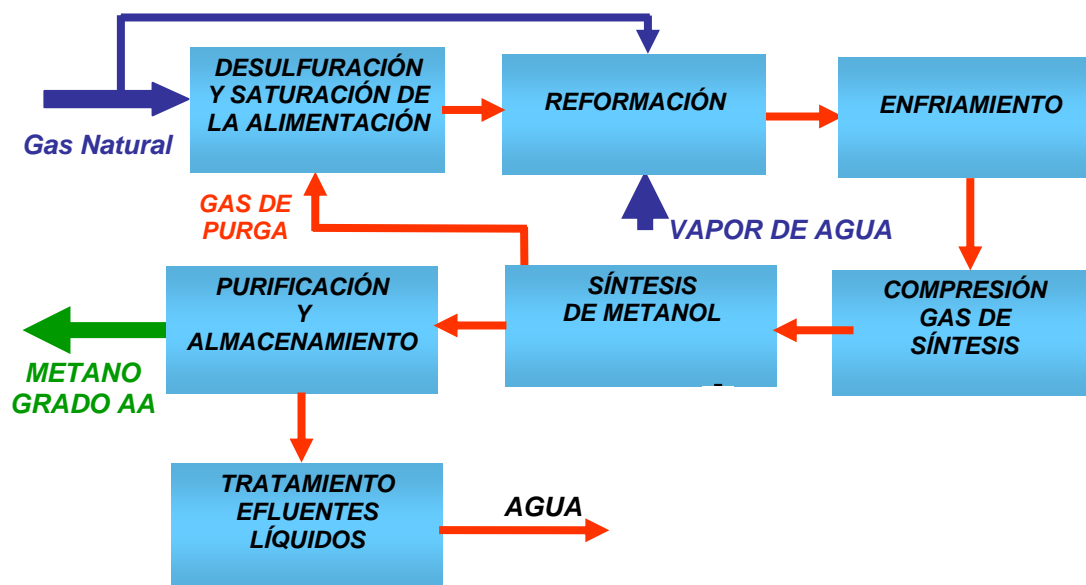 DESULFURACIÓN
Y SATURACIÓN DE
LA ALIMENTACIÓN
REFORMACIÓN
ENFRIAMIENTO
Gas Natural
GAS DE
PURGA
VAPOR DE AGUA
PURIFICACIÓN
Y
ALMACENAMIENTO
SÍNTESIS
DE METANOL
COMPRESIÓN
GAS DE
SÍNTESIS
METANO
GRADO AA
TRATAMIENTO
EFLUENTES
LÍQUIDOS
AGUA